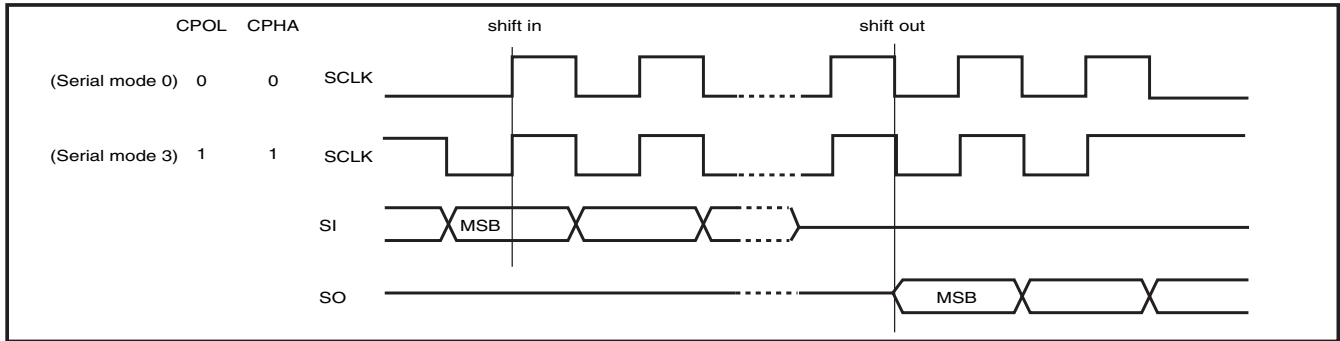 CPOL CPHA shift in shift out
(Serial mode 0) 0 0 SCLK
(Serial mode 3) 1 1 SCLK
SI MSB
SO MSB